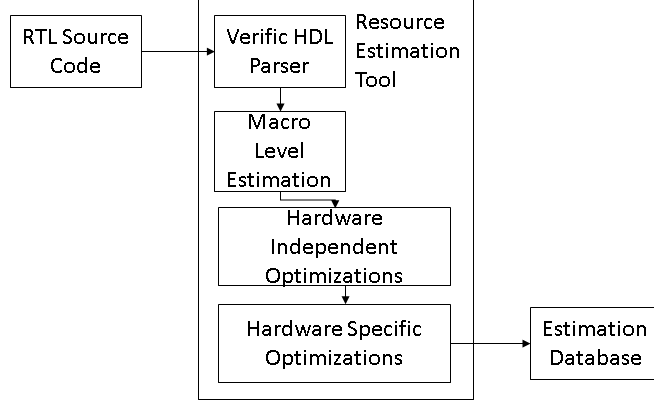 RTL Source
Code
Verific HDL
Parser
Resource
Estimation
Tool
Macro
Level
Estimation
Hardware
Independent
Optimizations
Hardware Specific
Optimizations
Estimation
Database